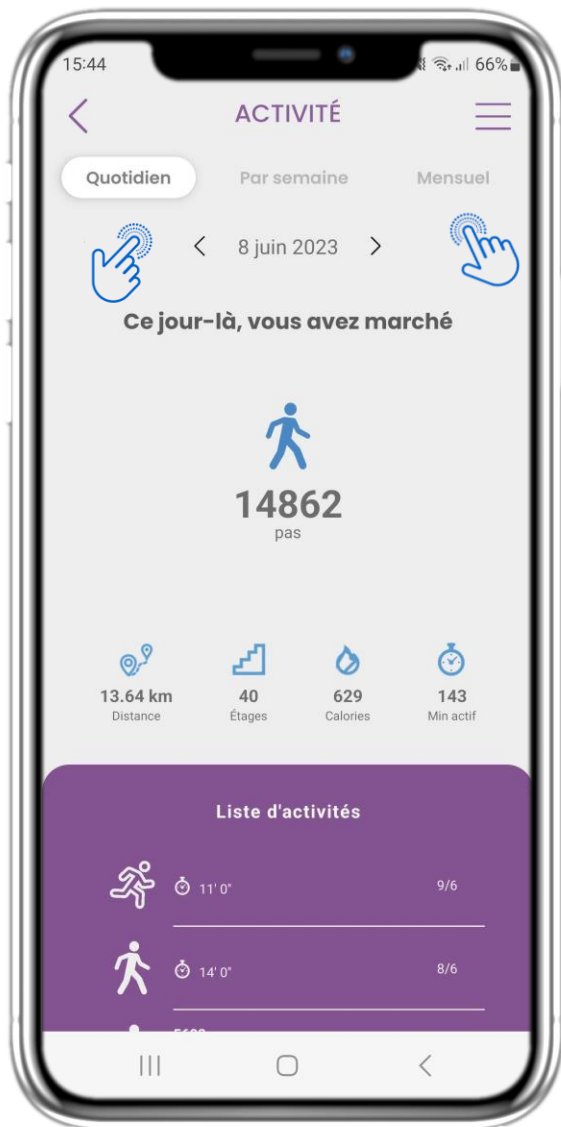 15:44
66%
ACTIVITÉ
Quotidien Par semaine Mensuel
8 juin 2023
Ce jour-là, vous avez marché
14862
pas
13.64 km 40 629 143
Distance Étages Calories Min actif
Liste d'activités
11' 0" 9/6
14' 0" 8/6